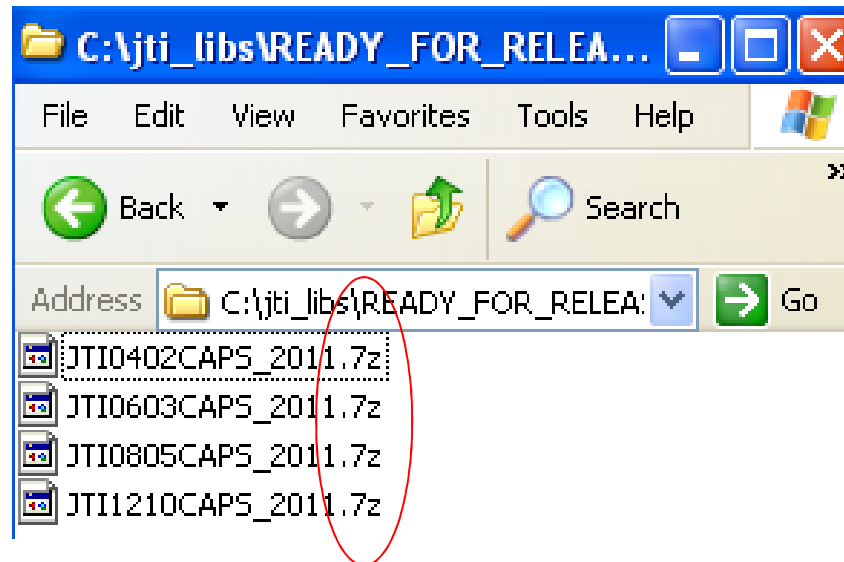 C:\jti_libs\READY_FOR_RELEA...
File Edit View Favorites Tools Help
Back Search
Address C:\jti_libs\READY_FOR_RELEA: Go
JTI0402CAPS_2011.7z
JTI0603CAPS_2011.7z
JTI0805CAPS_2011.7z
JTI1210CAPS_2011.7z